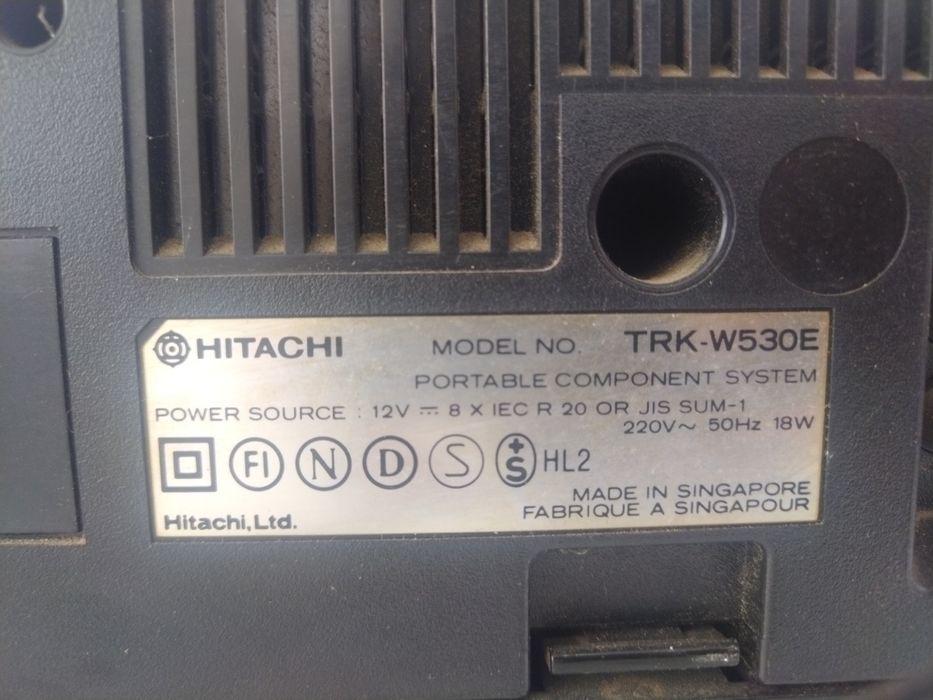 HITACHI MODEL NO. TRK-W530E
PORTABLE COMPONENT SYSTEM
POWER SOURCE : 12V ⎓ 8 X IEC R 20 OR JIS SUM-1
220V~ 50Hz 18W
FI N D S +S HL2
MADE IN SINGAPORE
FABRIQUE A SINGAPOUR
Hitachi, Ltd.